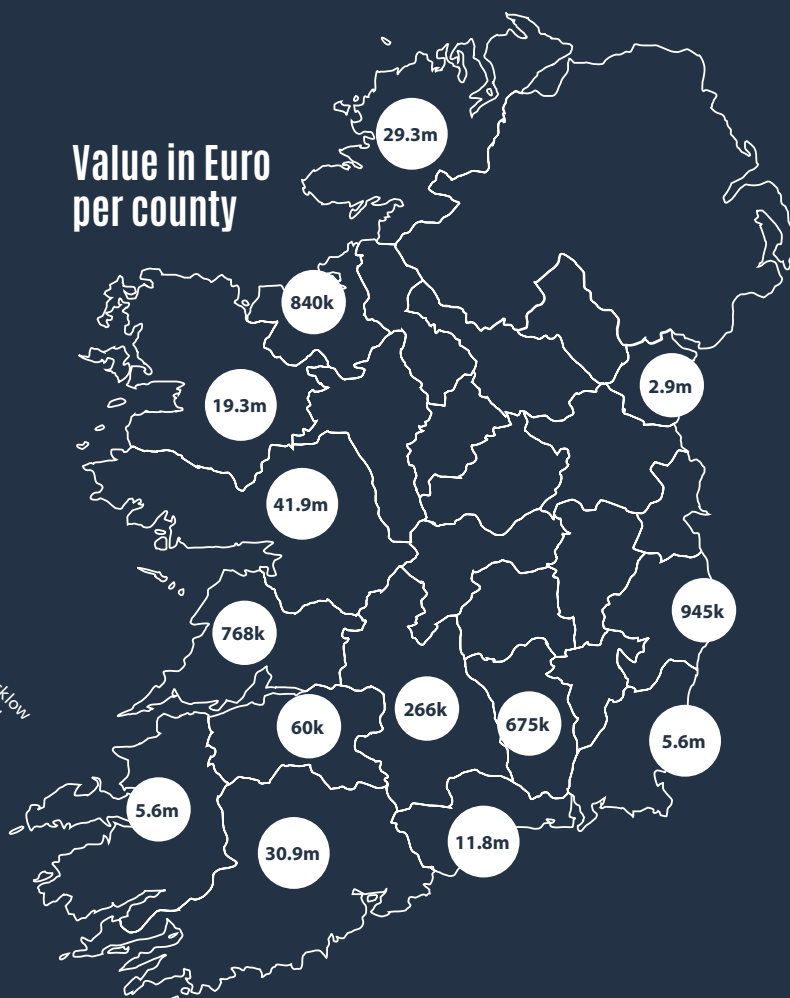 Value in Euro
per county
29.3m
840k
2.9m
19.3m
41.9m
945k
768k
266k
675k
60k
5.6m
5.6m
11.8m
30.9m